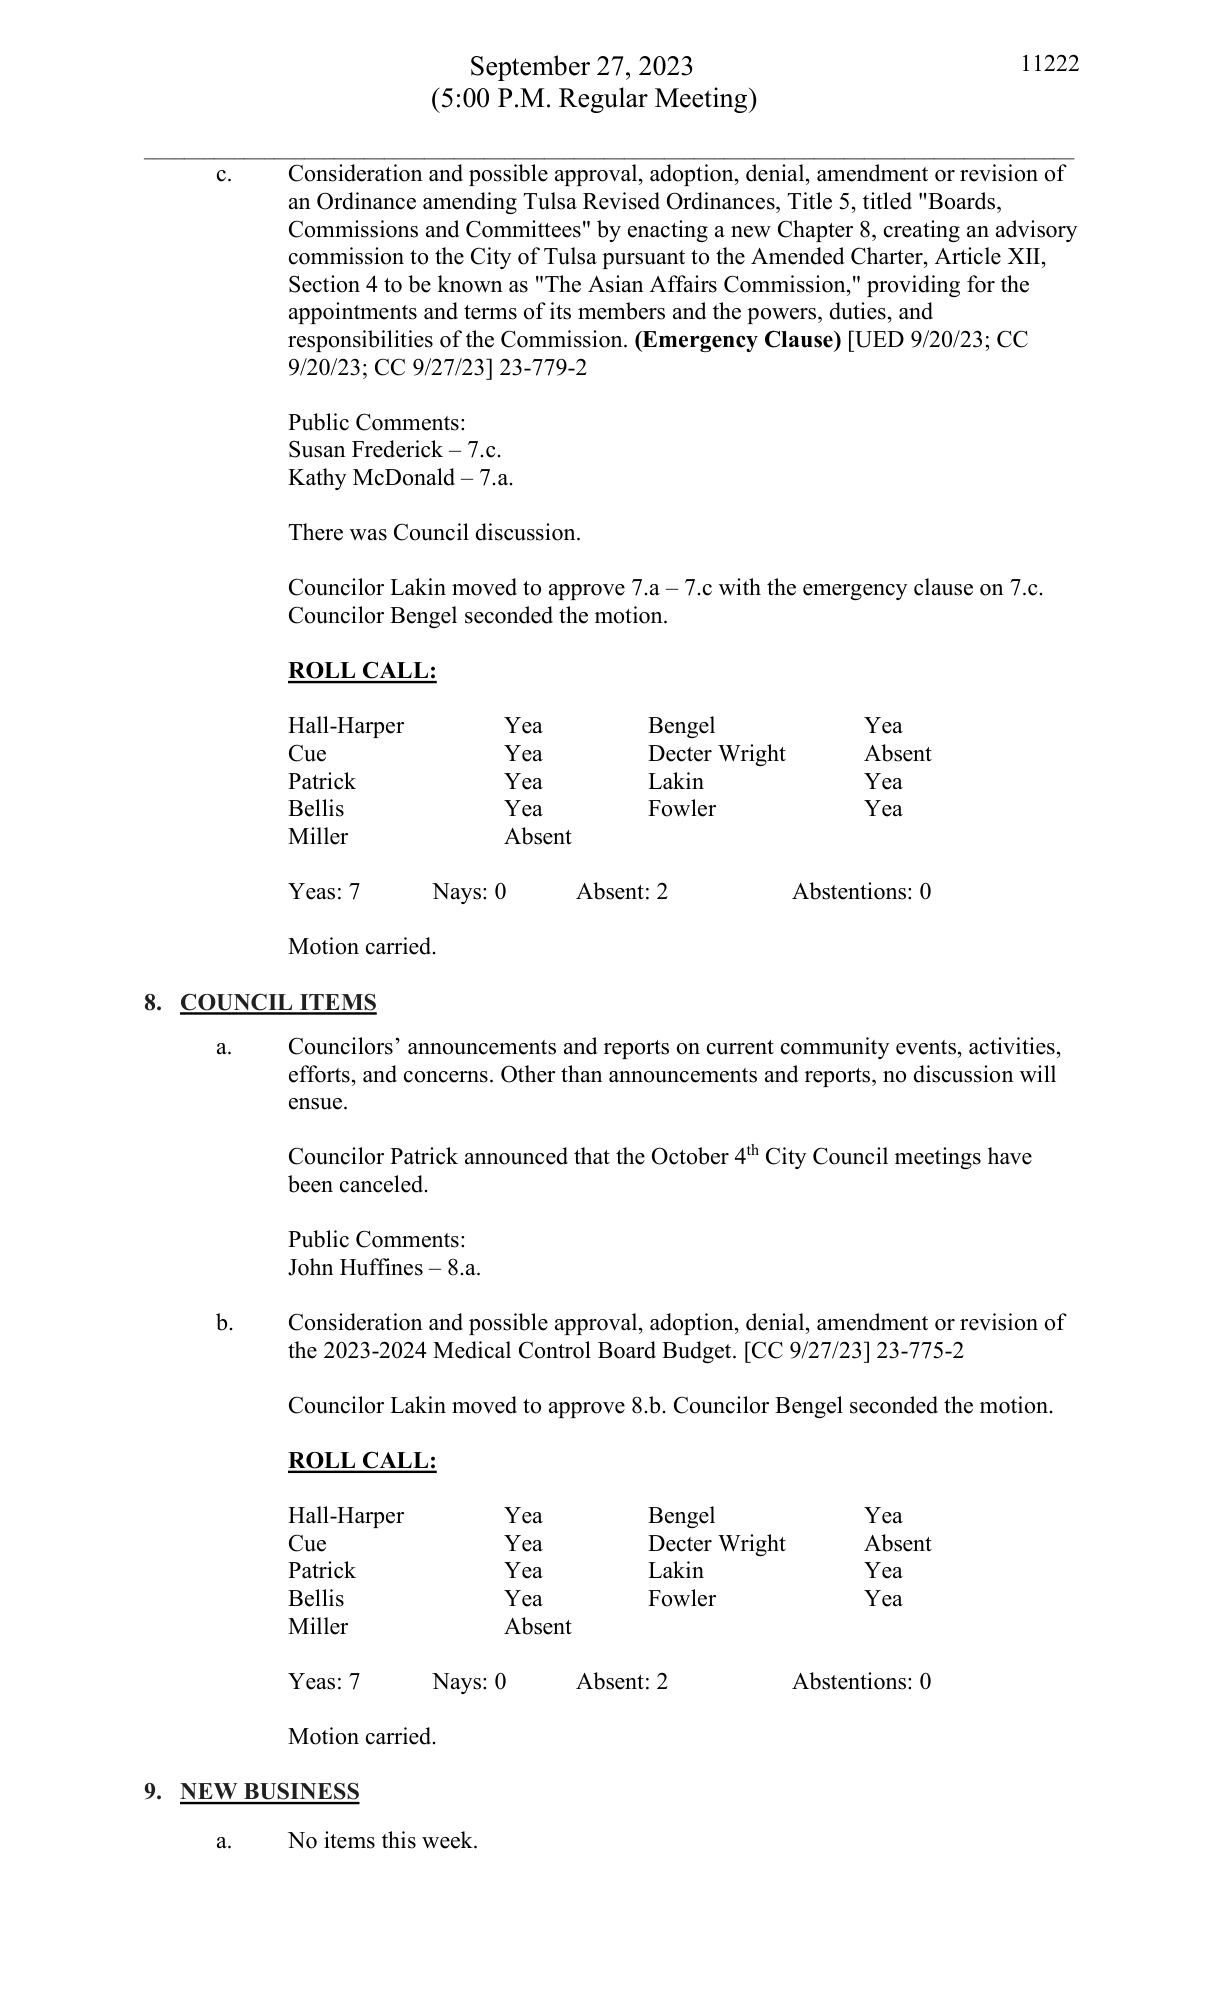 September 27, 2023
11222
(5:00 P.M. Regular Meeting)
c. Consideration and possible approval, adoption, denial, amendment or revision of
an Ordinance amending Tulsa Revised Ordinances, Title 5, titled "Boards,
Commissions and Committees" by enacting a new Chapter 8, creating an advisory
commission to the City of Tulsa pursuant to the Amended Charter, Article XII,
Section 4 to be known as "The Asian Affairs Commission," providing for the
appointments and terms of its members and the powers, duties, and
responsibilities of the Commission. (Emergency Clause) [UED 9/20/23; CC
9/20/23; CC 9/27/23] 23-779-2
Public Comments:
Susan Frederick – 7.c.
Kathy McDonald – 7.a.
There was Council discussion.
Councilor Lakin moved to approve 7.a – 7.c with the emergency clause on 7.c.
Councilor Bengel seconded the motion.
ROLL CALL:
Hall-Harper Yea Bengel Yea
Cue Yea Decter Wright Absent
Patrick Yea Lakin Yea
Bellis Yea Fowler Yea
Miller Absent
Yeas: 7 Nays: 0 Absent: 2 Abstentions: 0
Motion carried.
8. COUNCIL ITEMS
a. Councilors’ announcements and reports on current community events, activities,
efforts, and concerns. Other than announcements and reports, no discussion will
ensue.
Councilor Patrick announced that the October 4th City Council meetings have
been canceled.
Public Comments:
John Huffines – 8.a.
b. Consideration and possible approval, adoption, denial, amendment or revision of
the 2023-2024 Medical Control Board Budget. [CC 9/27/23] 23-775-2
Councilor Lakin moved to approve 8.b. Councilor Bengel seconded the motion.
ROLL CALL:
Hall-Harper Yea Bengel Yea
Cue Yea Decter Wright Absent
Patrick Yea Lakin Yea
Bellis Yea Fowler Yea
Miller Absent
Yeas: 7 Nays: 0 Absent: 2 Abstentions: 0
Motion carried.
9. NEW BUSINESS
a. No items this week.